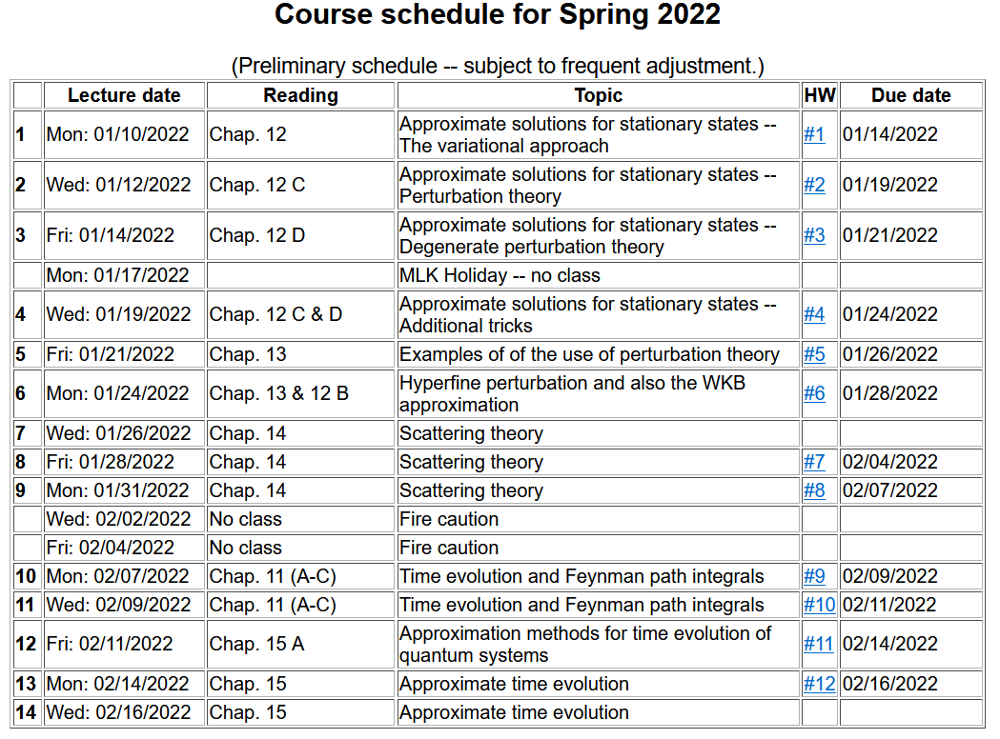 Course schedule for Spring 2022
(Preliminary schedule -- subject to frequent adjustment.)
Lecture date Reading Topic HW Due date
1 Mon: 01/10/2022 Chap. 12 Approximate solutions for stationary states -- #1 01/14/2022
The variational approach
2 Wed: 01/12/2022 Chap. 12 C Approximate solutions for stationary states -- #2 01/19/2022
Perturbation theory
3 Fri: 01/14/2022 Chap. 12 D Approximate solutions for stationary states -- #3 01/21/2022
Degenerate perturbation theory
Mon: 01/17/2022 MLK Holiday -- no class
4 Wed: 01/19/2022 Chap. 12 C & D Approximate solutions for stationary states -- #4 01/24/2022
Additional tricks
5 Fri: 01/21/2022 Chap. 13 Examples of of the use of perturbation theory #5 01/26/2022
6 Mon: 01/24/2022 Chap. 13 & 12 B Hyperfine perturbation and also the WKB #6 01/28/2022
approximation
7 Wed: 01/26/2022 Chap. 14 Scattering theory
8 Fri: 01/28/2022 Chap. 14 Scattering theory #7 02/04/2022
9 Mon: 01/31/2022 Chap. 14 Scattering theory #8 02/07/2022
Wed: 02/02/2022 No class Fire caution
Fri: 02/04/2022 No class Fire caution
10 Mon: 02/07/2022 Chap. 11 (A-C) Time evolution and Feynman path integrals #9 02/09/2022
11 Wed: 02/09/2022 Chap. 11 (A-C) Time evolution and Feynman path integrals #10 02/11/2022
12 Fri: 02/11/2022 Chap. 15 A Approximation methods for time evolution of #11 02/14/2022
quantum systems
13 Mon: 02/14/2022 Chap. 15 Approximate time evolution #12 02/16/2022
14 Wed: 02/16/2022 Chap. 15 Approximate time evolution